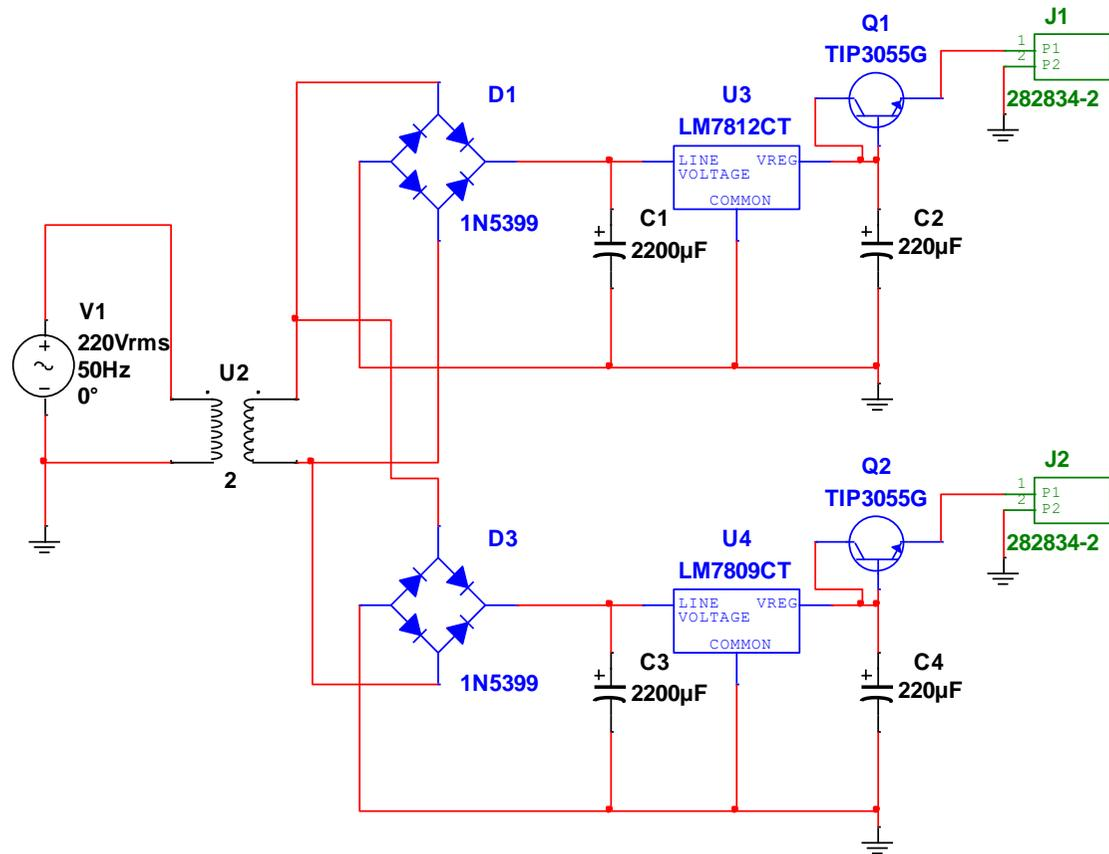 Q1
TIP3055G
J1
1
P1
2
P2
282834-2
D1
1N5399
U3
LM7812CT
LINE VREG
VOLTAGE
COMMON
C1
2200µF
C2
220µF
V1
220Vrms
50Hz
0°
+
~
−
U2
2
+
+
Q2
TIP3055G
J2
1
P1
2
P2
282834-2
D3
1N5399
U4
LM7809CT
LINE VREG
VOLTAGE
COMMON
+
C3
2200µF
+
C4
220µF